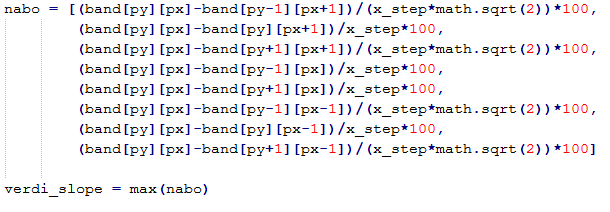 nabo = [(band[py][px]-band[py-1][px+1])/(x_step*math.sqrt(2))*100,
(band[py][px]-band[py][px+1])/x_step*100,
(band[py][px]-band[py+1][px+1])/(x_step*math.sqrt(2))*100,
(band[py][px]-band[py-1][px])/x_step*100,
(band[py][px]-band[py+1][px])/x_step*100,
(band[py][px]-band[py-1][px-1])/(x_step*math.sqrt(2))*100,
(band[py][px]-band[py][px-1])/x_step*100,
(band[py][px]-band[py+1][px-1])/(x_step*math.sqrt(2))*100]
verdi_slope = max(nabo)